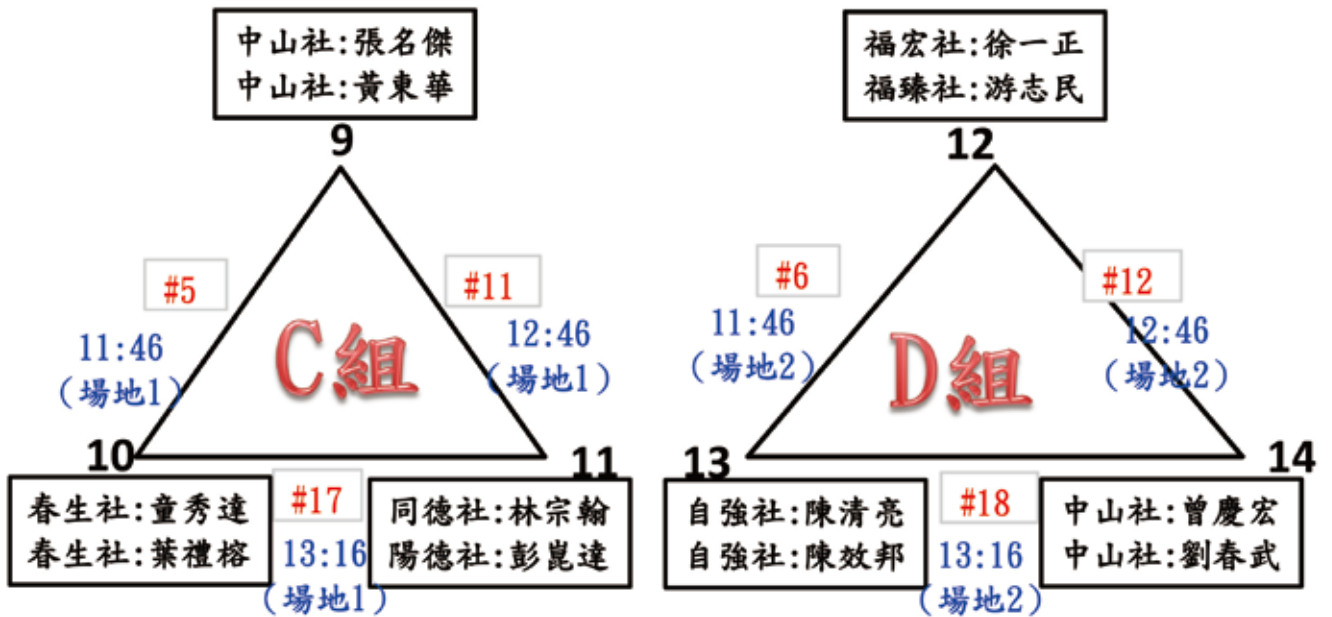 中山社:張名傑
中山社:黃東華
9
#5
#11
11:46
(場地1)
12:46
(場地1)
C組
10
11
春生社:童秀達
春生社:葉禮榕
#17
13:16
(場地1)
同德社:林宗翰
陽德社:彭崑達
福宏社:徐一正
福臻社:游志民
12
#6
#12
11:46
(場地2)
12:46
(場地2)
D組
13
14
自強社:陳清亮
自強社:陳效邦
#18
13:16
(場地2)
中山社:曾慶宏
中山社:劉春武